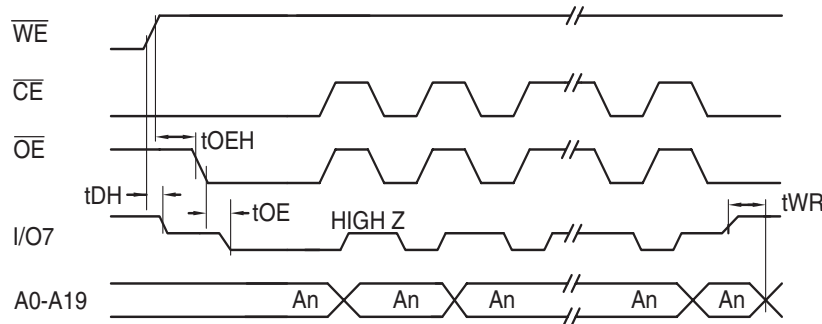 WE
CE
tOEH
OE
tDH
tOE
tWR
HIGH Z
I/O7
A0-A19 An An An An An